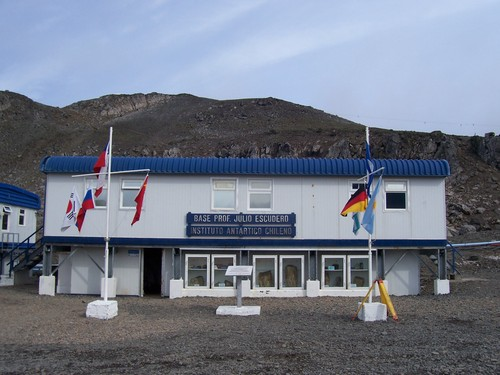 BASE PROF. JULIO ESCUDERO
INSTITUTO ANTARTICO CHILENO